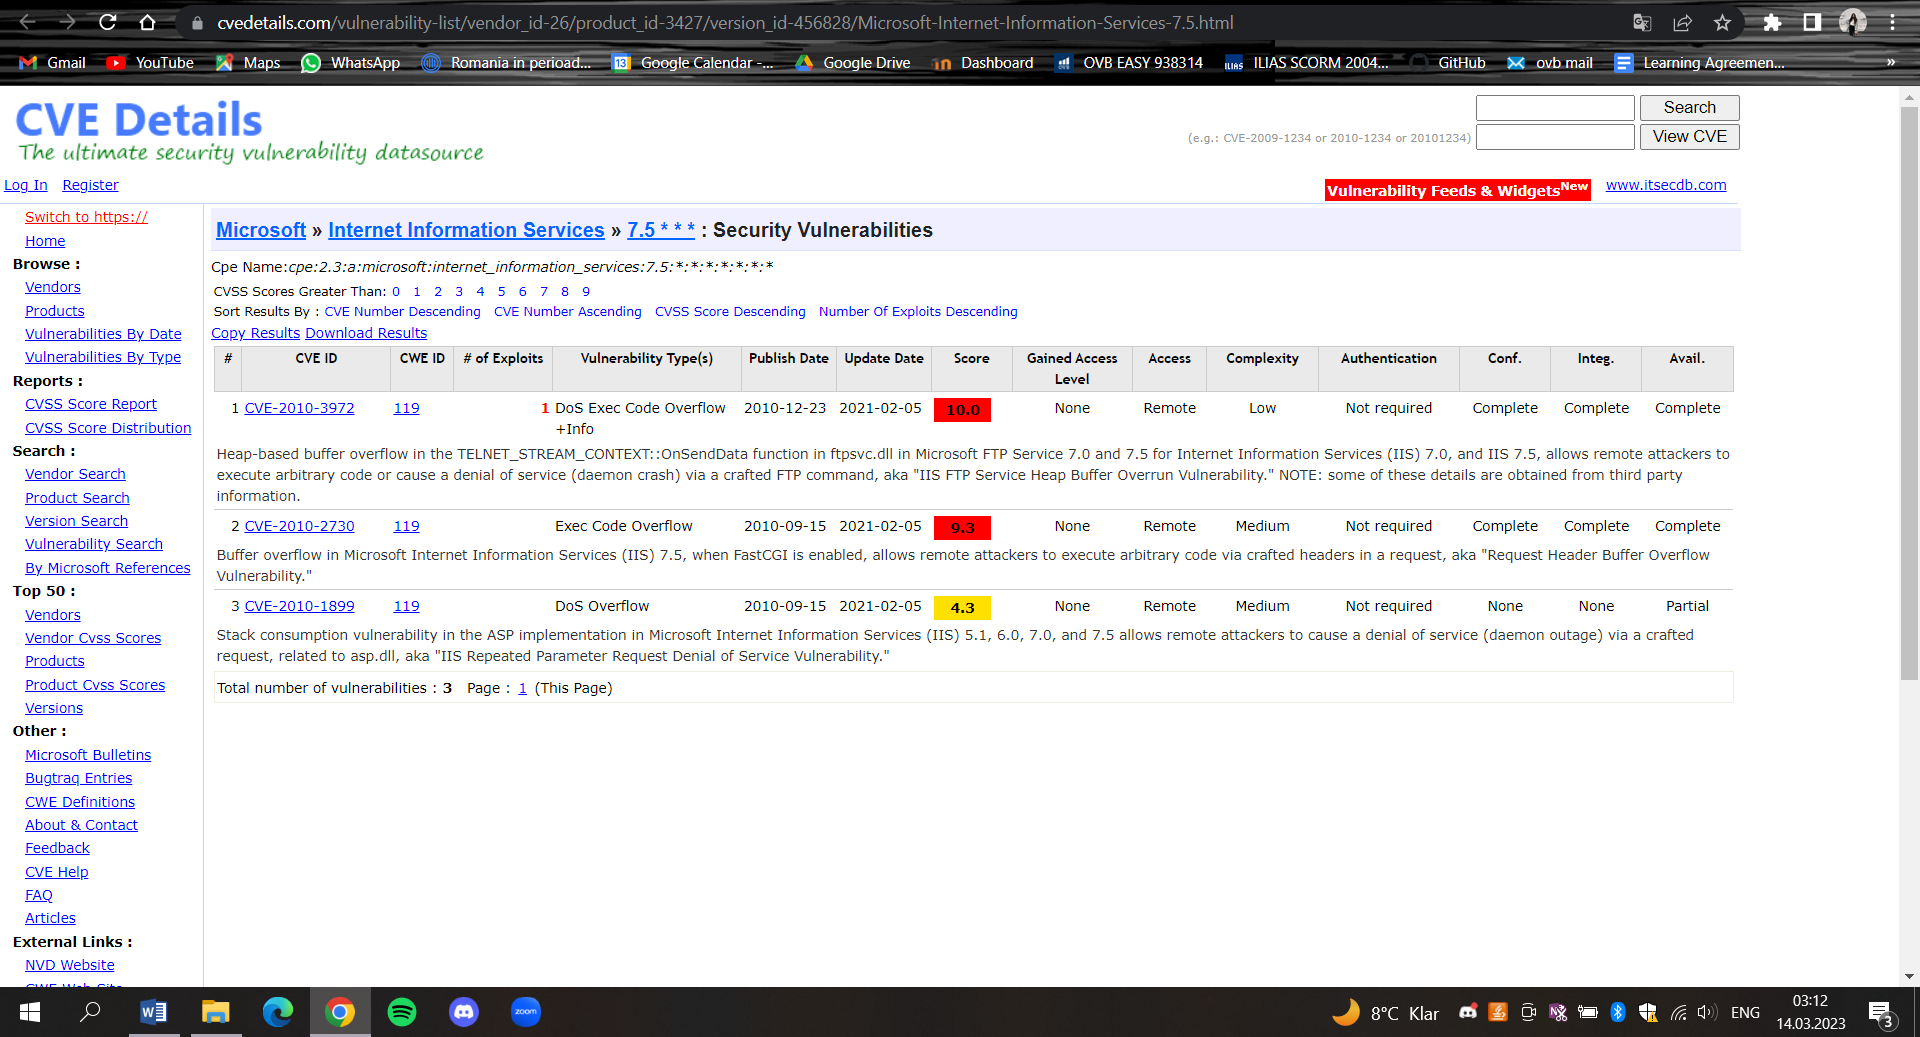 cvedetails.com/vulnerability-list/vendor_id-26/product_id-3427/version_id-456828/Microsoft-Internet-Information-Services-7.5.html
Gmail YouTube Maps WhatsApp Romania in perioad... Google Calendar -... Google Drive Dashboard OVB EASY 938314 ILIAS SCORM 2004... GitHub ovb mail Learning Agreemen... »
CVE Details
The ultimate security vulnerability datasource
Search
(e.g.: CVE-2009-1234 or 2010-1234 or 20101234) View CVE
Log In Register
Vulnerability Feeds & Widgets New www.itsecdb.com
Switch to https://
Home
Browse :
Vendors
Products
Vulnerabilities By Date
Vulnerabilities By Type
Reports :
CVSS Score Report
CVSS Score Distribution
Search :
Vendor Search
Product Search
Version Search
Vulnerability Search
By Microsoft References
Top 50 :
Vendors
Vendor Cvss Scores
Products
Product Cvss Scores
Versions
Other :
Microsoft Bulletins
Bugtraq Entries
CWE Definitions
About & Contact
Feedback
CVE Help
FAQ
Articles
External Links :
NVD Website
CWE Web Site
Microsoft » Internet Information Services » 7.5 * * * : Security Vulnerabilities
Cpe Name:cpe:2.3:a:microsoft:internet_information_services:7.5:*:*:*:*:*:*:*
CVSS Scores Greater Than: 0 1 2 3 4 5 6 7 8 9
Sort Results By : CVE Number Descending CVE Number Ascending CVSS Score Descending Number Of Exploits Descending
Copy Results Download Results
# CVE ID CWE ID # of Exploits Vulnerability Type(s) Publish Date Update Date Score Gained Access Level Access Complexity Authentication Conf. Integ. Avail.
1 CVE-2010-3972 119 1 DoS Exec Code Overflow +Info 2010-12-23 2021-02-05 10.0 None Remote Low Not required Complete Complete Complete
Heap-based buffer overflow in the TELNET_STREAM_CONTEXT::OnSendData function in ftpsvc.dll in Microsoft FTP Service 7.0 and 7.5 for Internet Information Services (IIS) 7.0, and IIS 7.5, allows remote attackers to
execute arbitrary code or cause a denial of service (daemon crash) via a crafted FTP command, aka "IIS FTP Service Heap Buffer Overrun Vulnerability." NOTE: some of these details are obtained from third party
information.
2 CVE-2010-2730 119 Exec Code Overflow 2010-09-15 2021-02-05 9.3 None Remote Medium Not required Complete Complete Complete
Buffer overflow in Microsoft Internet Information Services (IIS) 7.5, when FastCGI is enabled, allows remote attackers to execute arbitrary code via crafted headers in a request, aka "Request Header Buffer Overflow
Vulnerability."
3 CVE-2010-1899 119 DoS Overflow 2010-09-15 2021-02-05 4.3 None Remote Medium Not required None None Partial
Stack consumption vulnerability in the ASP implementation in Microsoft Internet Information Services (IIS) 5.1, 6.0, 7.0, and 7.5 allows remote attackers to cause a denial of service (daemon outage) via a crafted
request, related to asp.dll, aka "IIS Repeated Parameter Request Denial of Service Vulnerability."
Total number of vulnerabilities : 3 Page : 1 (This Page)
zoom
8°C Klar
ENG
03:12
14.03.2023
3